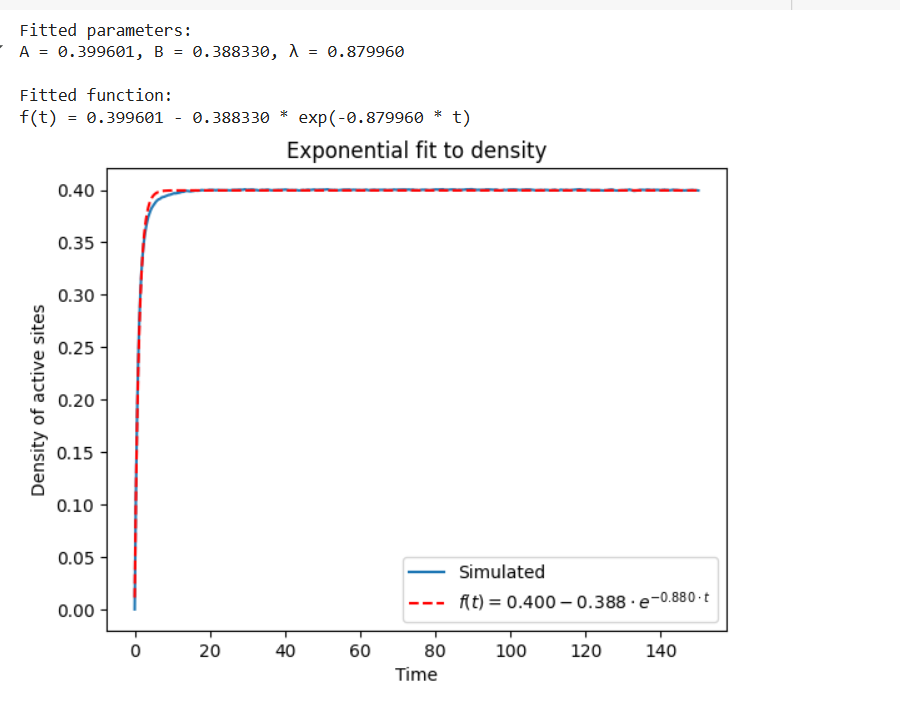 Fitted parameters:
A = 0.399601, B = 0.388330, λ = 0.879960
Fitted function:
f(t) = 0.399601 - 0.388330 * exp(-0.879960 * t)
Exponential fit to density
0.40
0.35
0.30
0.25
0.20
0.15
0.10
0.05
0.00
Density of active sites
Simulated
f(t) = 0.400 − 0.388 · e^−0.880 · t
0 20 40 60 80 100 120 140
Time